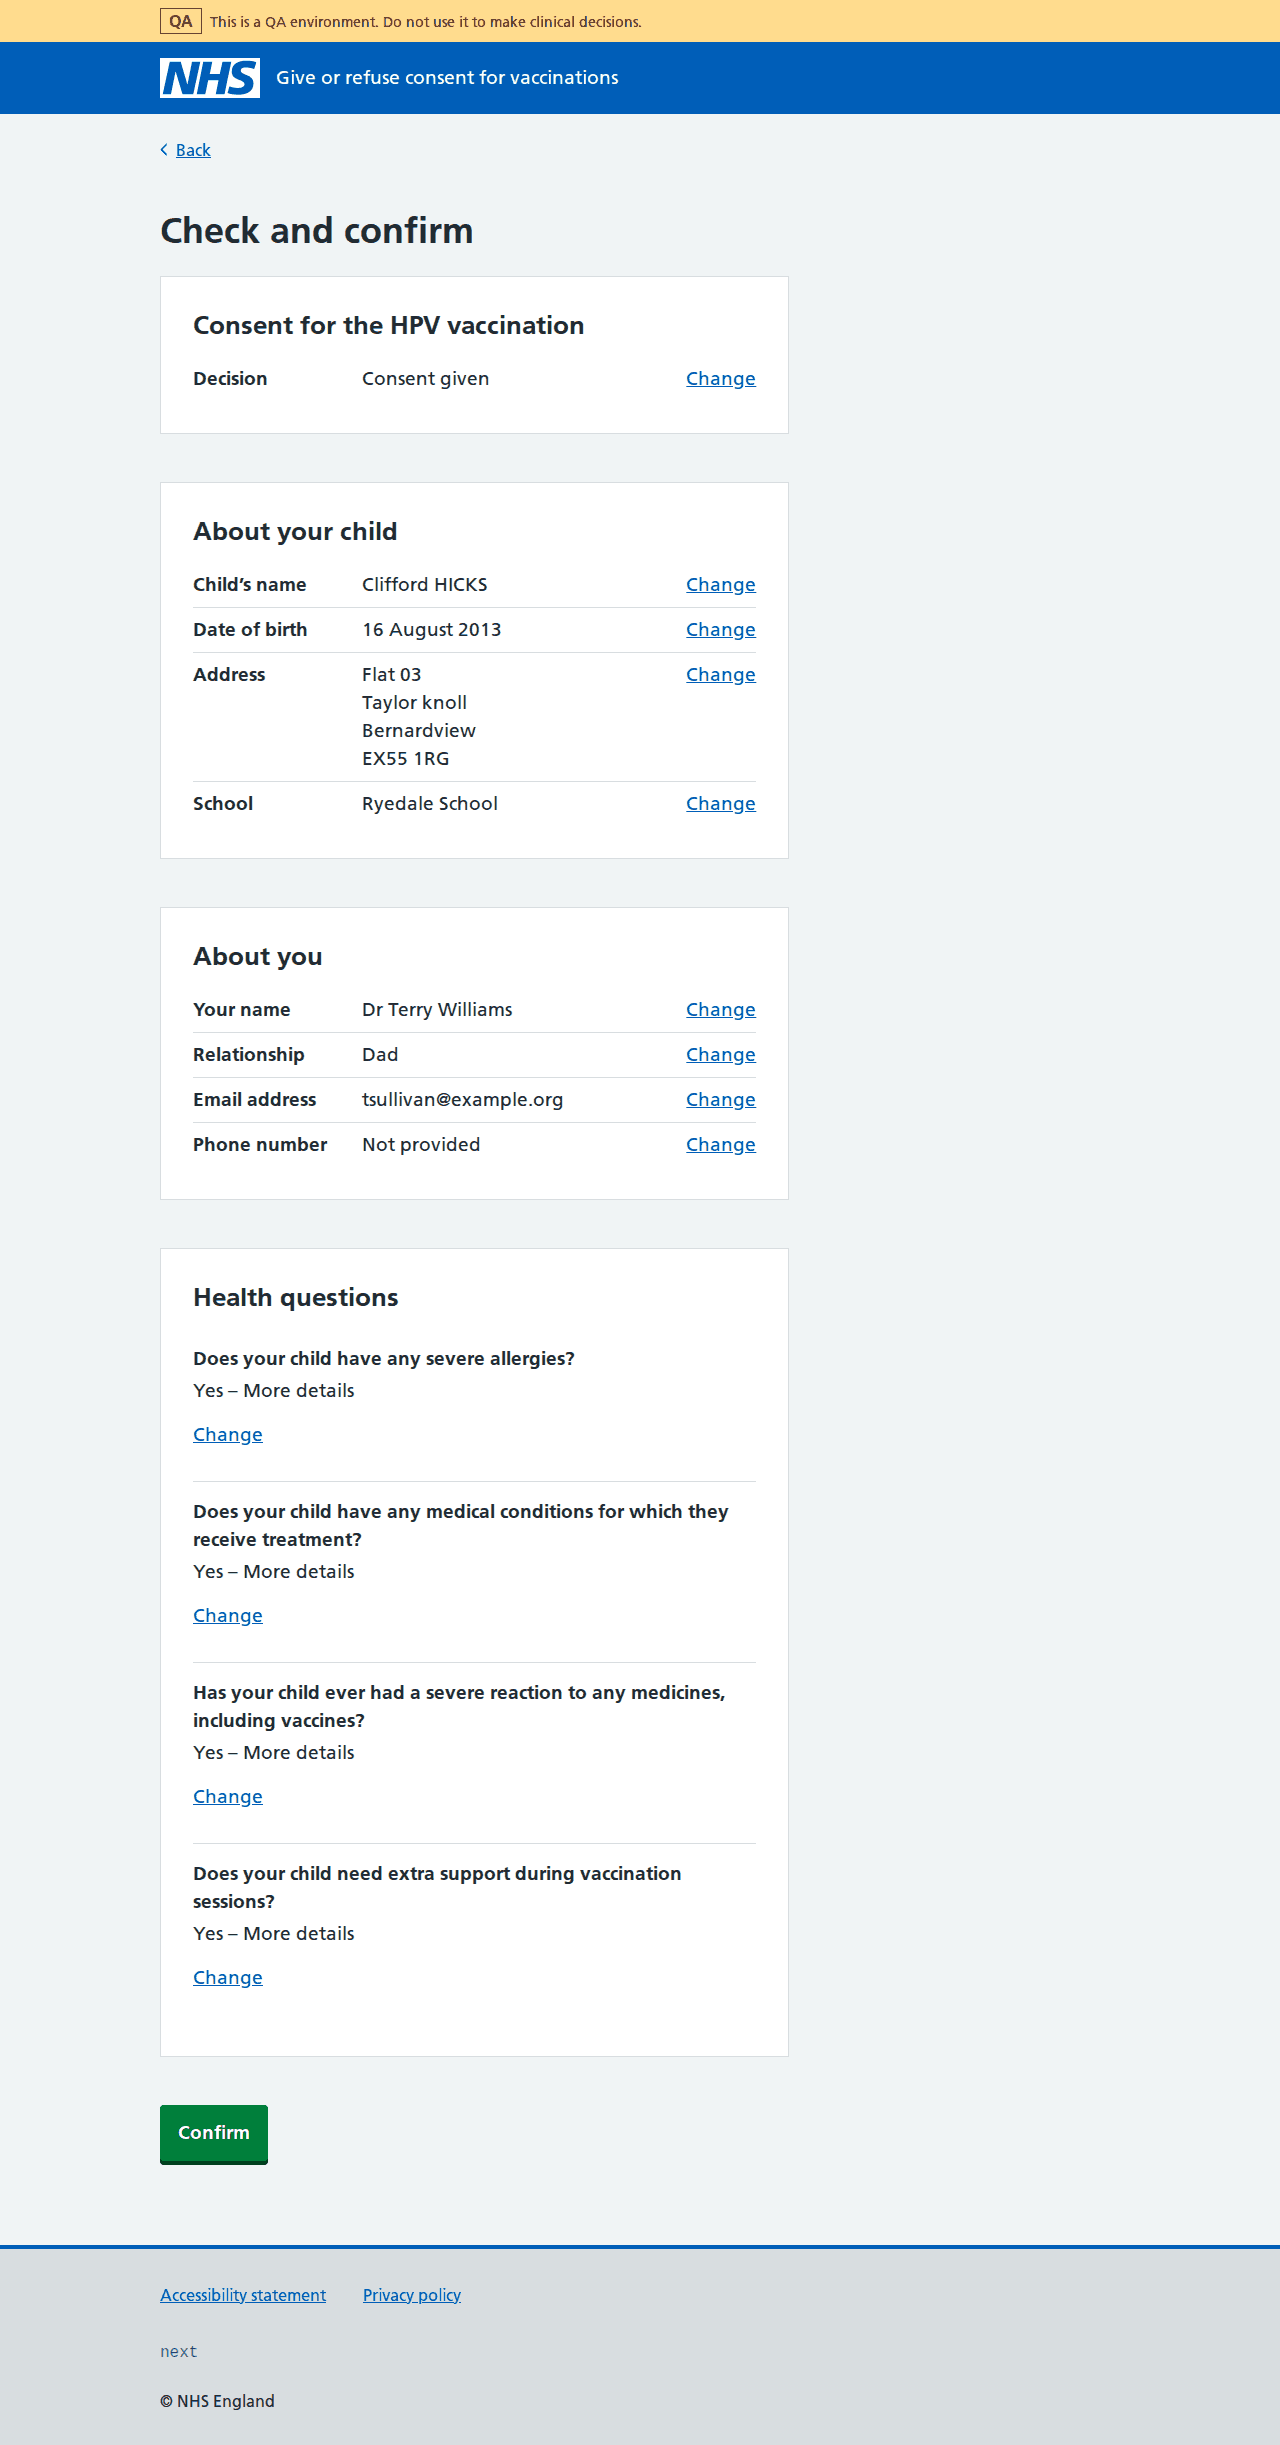 QA This is a QA environment. Do not use it to make clinical decisions.
NHS Give or refuse consent for vaccinations
Back
Check and confirm
Consent for the HPV vaccination
Decision Consent given Change
About your child
Child’s name Clifford HICKS Change
Date of birth 16 August 2013 Change
Address Flat 03 Change
Taylor knoll
Bernardview
EX55 1RG
School Ryedale School Change
About you
Your name Dr Terry Williams Change
Relationship Dad Change
Email address tsullivan@example.org Change
Phone number Not provided Change
Health questions
Does your child have any severe allergies?
Yes – More details
Change
Does your child have any medical conditions for which they
receive treatment?
Yes – More details
Change
Has your child ever had a severe reaction to any medicines,
including vaccines?
Yes – More details
Change
Does your child need extra support during vaccination
sessions?
Yes – More details
Change
Confirm
Accessibility statement Privacy policy
next
© NHS England